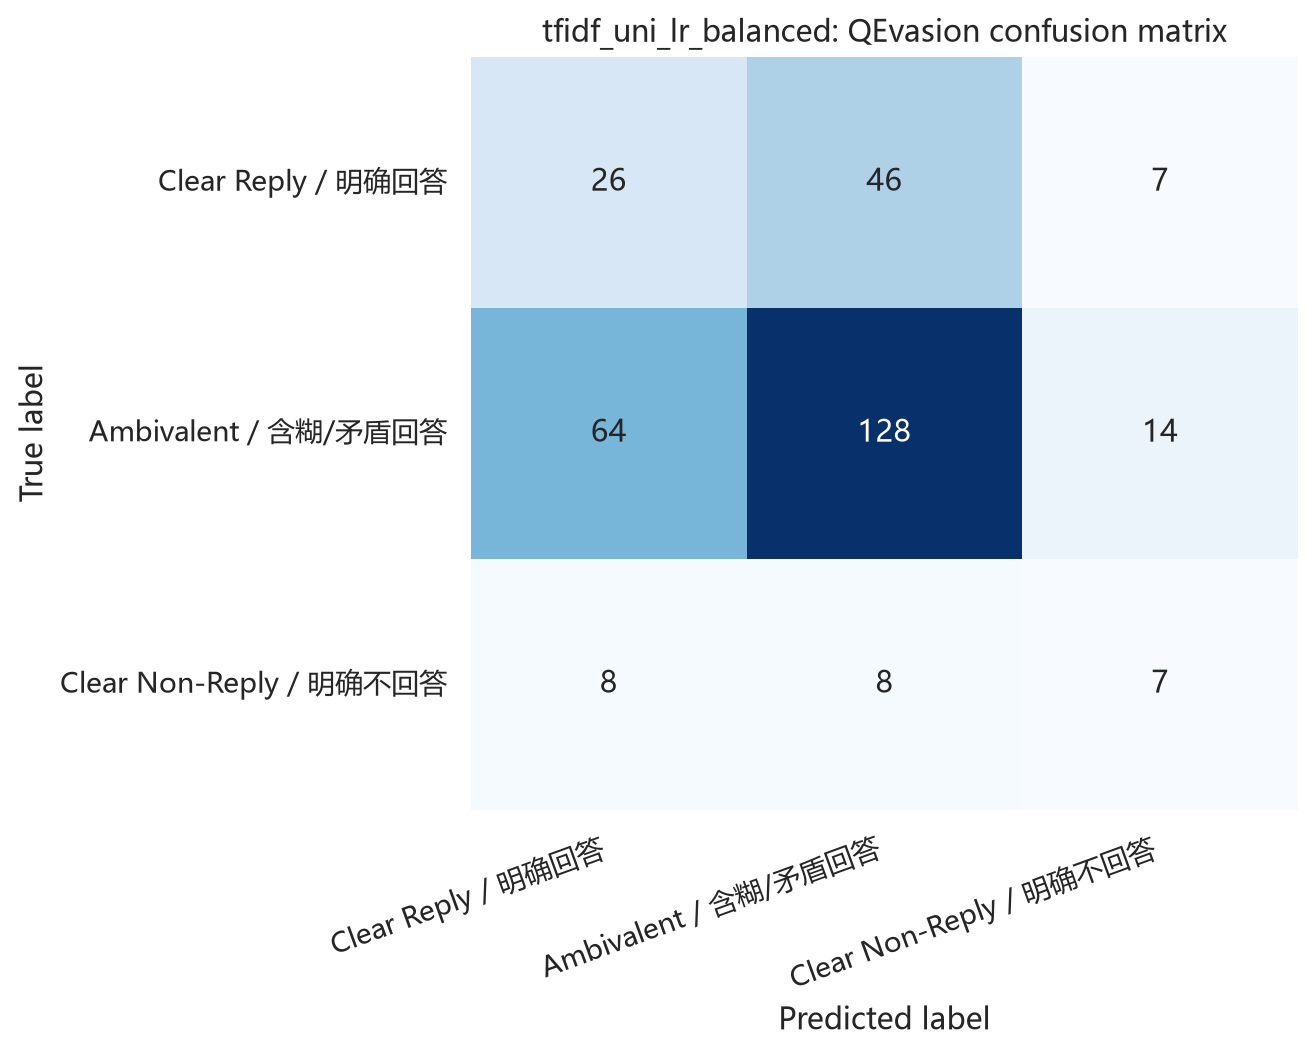 tfidf_uni_lr_balanced: QEvasion confusion matrix
True label
Clear Reply / 明确回答
26 46 7
Ambivalent / 含糊/矛盾回答
64 128 14
Clear Non-Reply / 明确不回答
8 8 7
Clear Reply / 明确回答
Ambivalent / 含糊/矛盾回答
Clear Non-Reply / 明确不回答
Predicted label